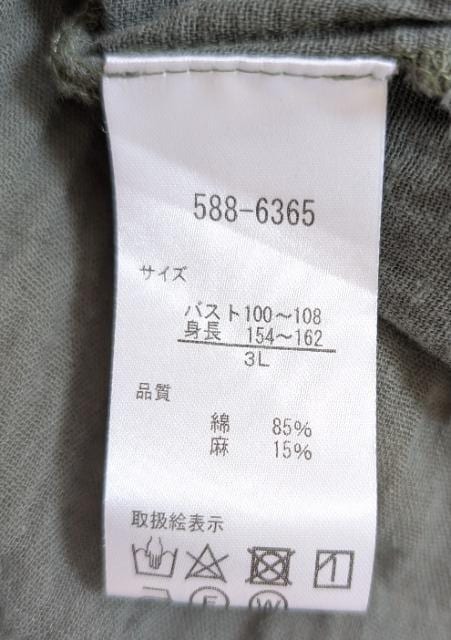 588-6365
サイズ
バスト100～108
身長 154～162
3L
品質
綿 85%
麻 15%
取扱絵表示